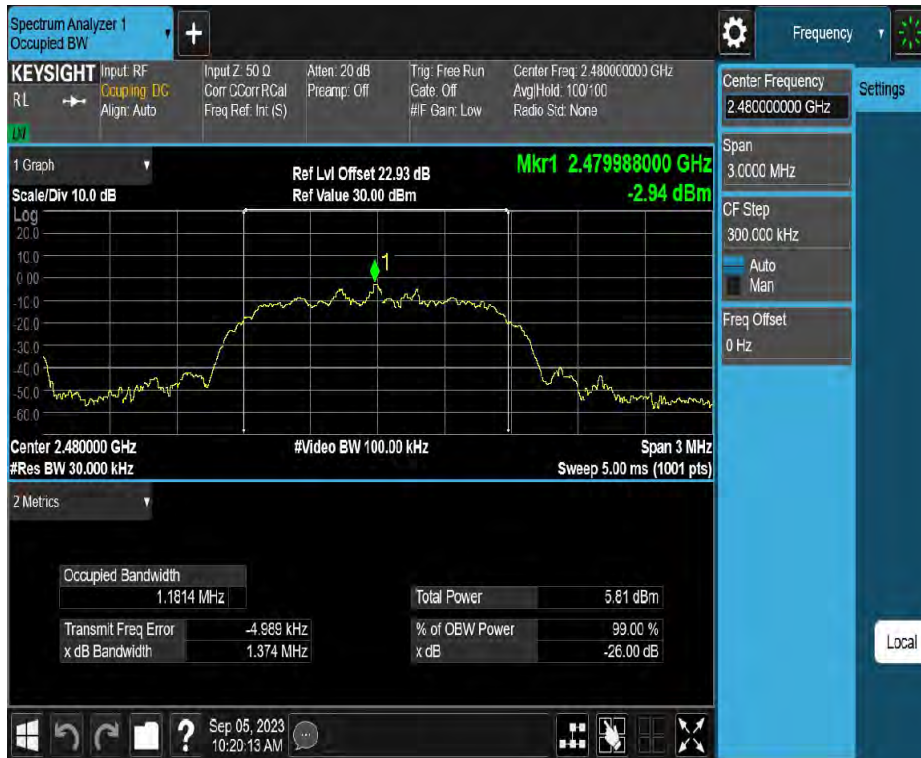 Spectrum Analyzer 1
Occupied BW
+
Frequency
KEYSIGHT
RL
LXI
Input: RF
Coupling: DC
Align: Auto
Input Z: 50 Ω
Corr CCorr RCal
Freq Ref: Int (S)
Atten: 20 dB
Preamp: Off
Trig: Free Run
Gate: Off
#IF Gain: Low
Center Freq: 2.480000000 GHz
Avg|Hold: 100/100
Radio Std: None
Center Frequency
2.480000000 GHz
Settings
Span
3.0000 MHz
CF Step
300.000 kHz
Auto
Man
Freq Offset
0 Hz
Local
1 Graph
Scale/Div 10.0 dB
Ref Lvl Offset 22.93 dB
Ref Value 30.00 dBm
Mkr1 2.479988000 GHz
-2.94 dBm
Log
20.0
10.0
0.00
-10.0
-20.0
-30.0
-40.0
-50.0
-60.0
1
Center 2.480000 GHz
#Video BW 100.00 kHz
Span 3 MHz
#Res BW 30.000 kHz
Sweep 5.00 ms (1001 pts)
2 Metrics
Occupied Bandwidth
1.1814 MHz
Total Power 5.81 dBm
Transmit Freq Error -4.989 kHz
% of OBW Power 99.00 %
x dB Bandwidth 1.374 MHz
x dB -26.00 dB
?
Sep 05, 2023
10:20:13 AM